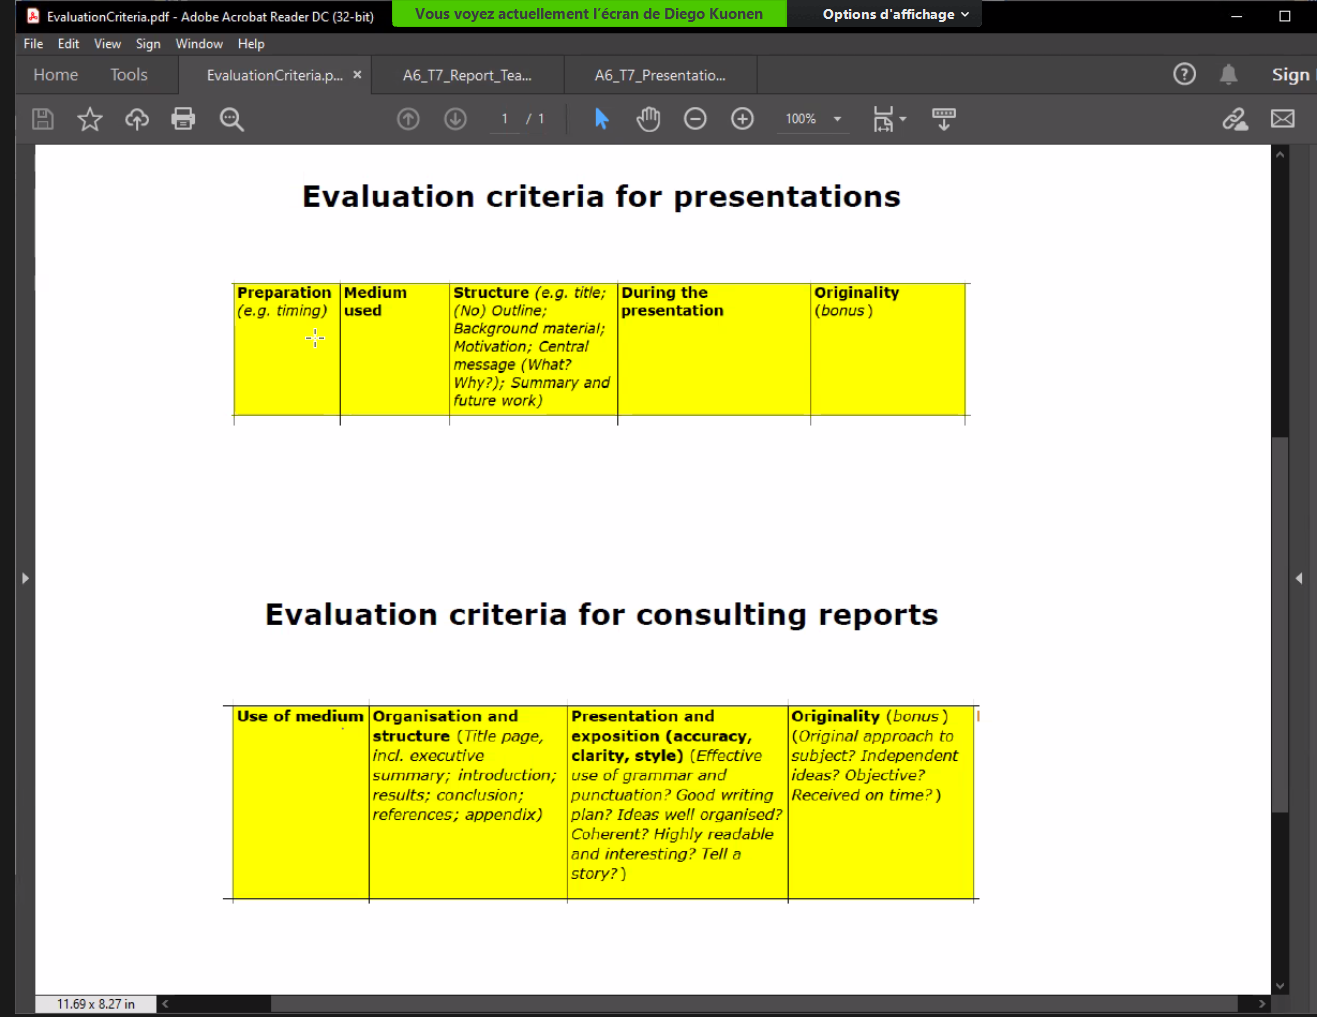 EvaluationCriteria.pdf - Adobe Acrobat Reader DC (32-bit)
Vous voyez actuellement l'écran de Diego Kuonen
Options d'affichage
File Edit View Sign Window Help
Home Tools EvaluationCriteria.p... × A6_T7_Report_Tea... A6_T7_Presentatio... Sign
1 / 1 100%
Evaluation criteria for presentations
Preparation
(e.g. timing)
Medium
used
Structure (e.g. title;
(No) Outline;
Background material;
Motivation; Central
message (What?
Why?); Summary and
future work)
During the
presentation
Originality
(bonus)
Evaluation criteria for consulting reports
Use of medium
Organisation and
structure (Title page,
incl. executive
summary; introduction;
results; conclusion;
references; appendix)
Presentation and
exposition (accuracy,
clarity, style) (Effective
use of grammar and
punctuation? Good writing
plan? Ideas well organised?
Coherent? Highly readable
and interesting? Tell a
story?)
Originality (bonus)
(Original approach to
subject? Independent
ideas? Objective?
Received on time?)
11.69 x 8.27 in